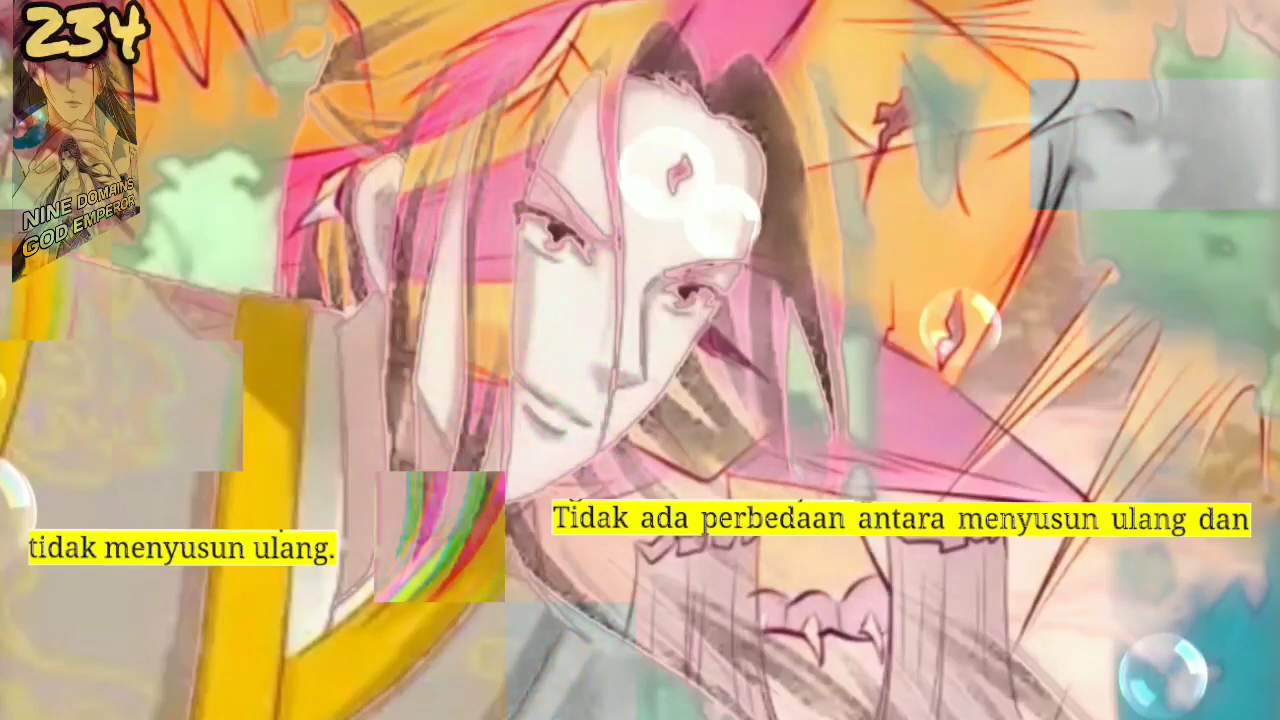 234
NINE DOMAINS
GOD EMPEROR
Tidak ada perbedaan antara menyusun ulang dan
tidak menyusun ulang.